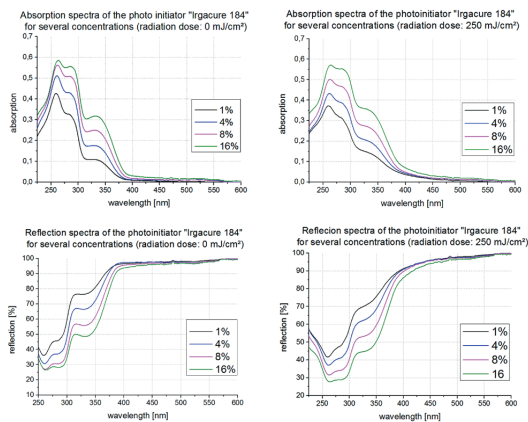 Absorption spectra of the photo initiator "Irgacure 184"
for several concentrations (radiation dose: 0 mJ/cm²)
0,7
0,6
0,5
0,4
0,3
0,2
0,1
0,0
absorption
1%
4%
8%
16%
250 300 350 400 450 500 550 600
wavelength [nm]
Absorption spectra of the photoinitiator "Irgacure 184"
for several concentrations (radiation dose: 250 mJ/cm²)
0,7
0,6
0,5
0,4
0,3
0,2
0,1
0,0
absorption
1%
4%
8%
16%
250 300 350 400 450 500 550 600
wavelength [nm]
Reflection spectra of the photoinitiator "Irgacure 184"
for several concentrations (radiation dose: 0 mJ/cm²)
100
90
80
70
60
50
40
30
20
10
reflection [%]
1%
4%
8%
16%
250 300 350 400 450 500 550 600
wavelength [nm]
Reflecion spectra of the photoinitiator "Irgacure 184"
for several concentrations (radiation dose: 250 mJ/cm²)
100
90
80
70
60
50
40
30
20
reflection [%]
1%
4%
8%
16
200 250 300 350 400 450 500 550 600
wavelength [nm]